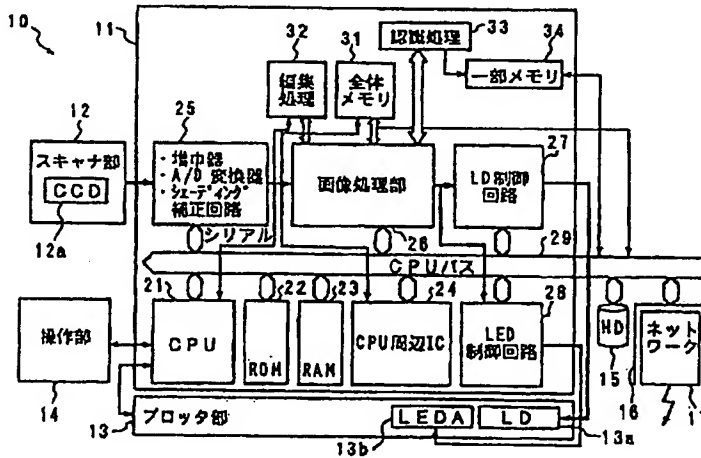 10
11
32
31
33
34
認識処理
一部メモリ
編集
処理
全体
メモリ
12
25
27
スキャナ部
CCD
12a
・増巾器
・A/D変換器
・シェーディング
補正回路
画像処理部
LD制御
回路
シリアル
26
29
CPUバス
21
22
23
24
28
操作部
CPU
ROM
RAM
CPU周辺IC
LED
制御回路
HD
ネット
ワーク
14
15
16
プロッタ部
LEDA
LD
13
13b
13a